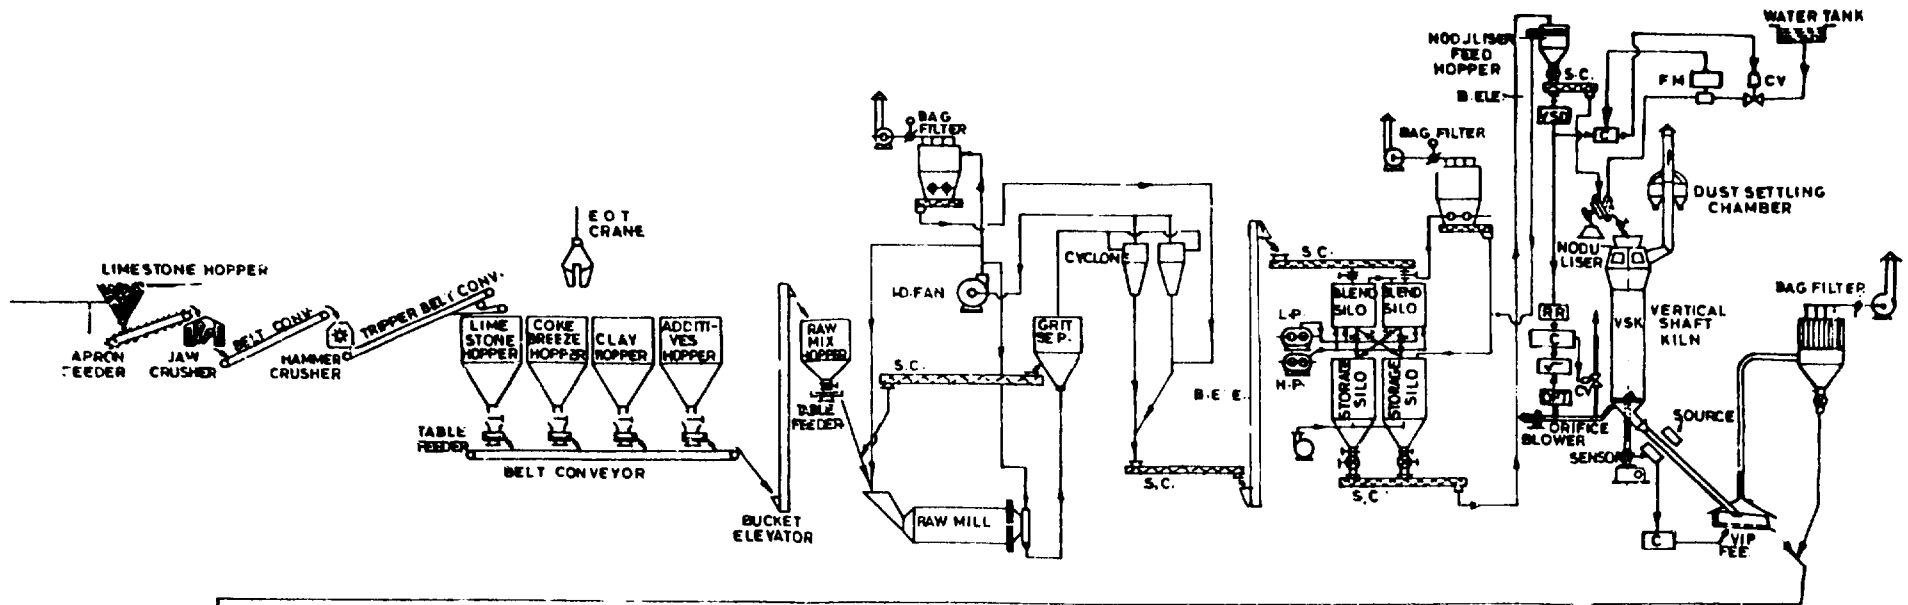 WATER TANK
NODULISER
FEED
HOPPER
S.C.
FM
CV
B.ELE
VSD
C
BAG
FILTER
BAG FILTER
DUST SETTLING
CHAMBER
E O T
CRANE
NODU
LISER
LIMESTONE HOPPER
CYCLONE
S.C.
I·D·FAN
BAG FILTER
TRIPPER BELT CONV.
BELT CONV.
BLEND
SILO
BLEND
SILO
L.P.
H.P.
RR
VSK
VERTICAL
SHAFT
KILN
APRON
FEEDER
JAW
CRUSHER
HAMMER
CRUSHER
LIME
STONE
HOPPER
COKE
BREEZE
HOPPER
CLAY
HOPPER
ADDITI-
VES
HOPPER
RAW
MIX
HOPPER
GRIT
SEP.
S.C.
C
CV
DPT
STORAGE
SILO
STORAGE
SILO
TABLE
FEEDER
TABLE
FEEDER
ORIFICE
BLOWER
SOURCE
SENSOR
BELT CONVEYOR
S.C.
S.C
BUCKET
ELEVATOR
RAW MILL
C
VIP
FEE